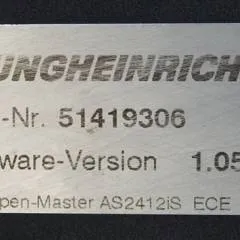 UNGHEINRICH
-Nr. 51419306
ware-Version 1.05
pen-Master AS2412iS ECE